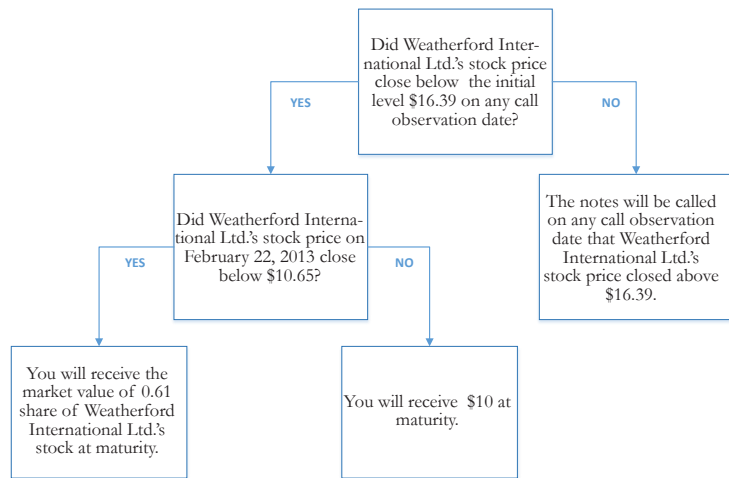 Did Weatherford Inter-
national Ltd.'s stock price
close below the initial
level $16.39 on any call
observation date?
YES
NO
Did Weatherford Interna-
tional Ltd.'s stock price on
February 22, 2013 close
below $10.65?
The notes will be called
on any call observation
date that Weatherford
International Ltd.'s
stock price closed above
$16.39.
YES
NO
You will receive the
market value of 0.61
share of Weatherford
International Ltd.'s
stock at maturity.
You will receive $10 at
maturity.